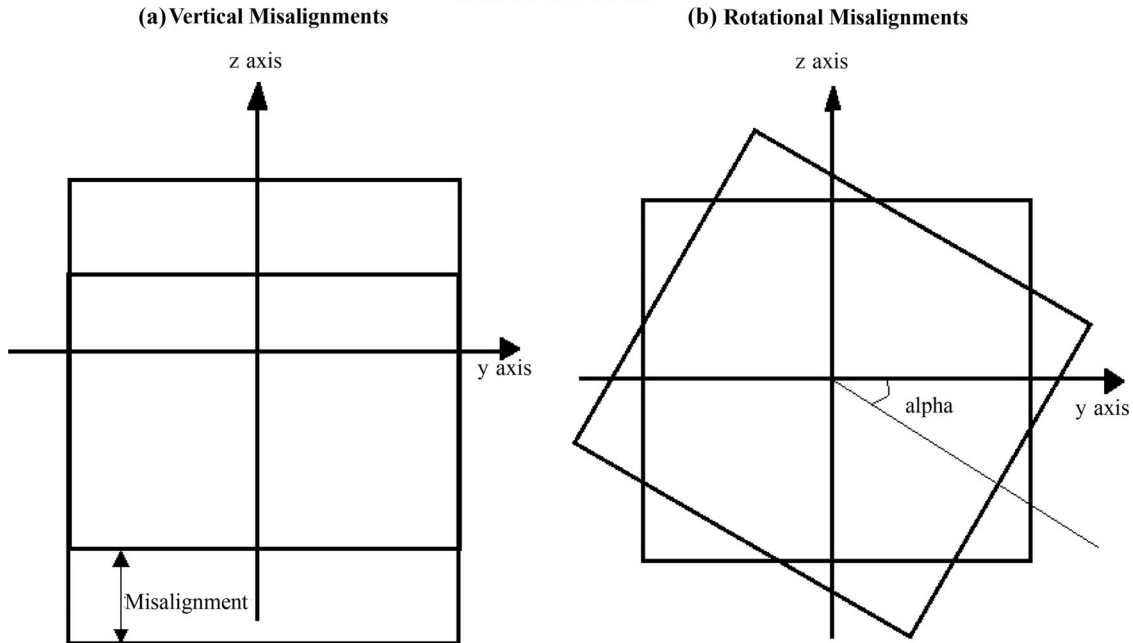 (a) Vertical Misalignments
z axis
y axis
Misalignment
(b) Rotational Misalignments
z axis
alpha
y axis